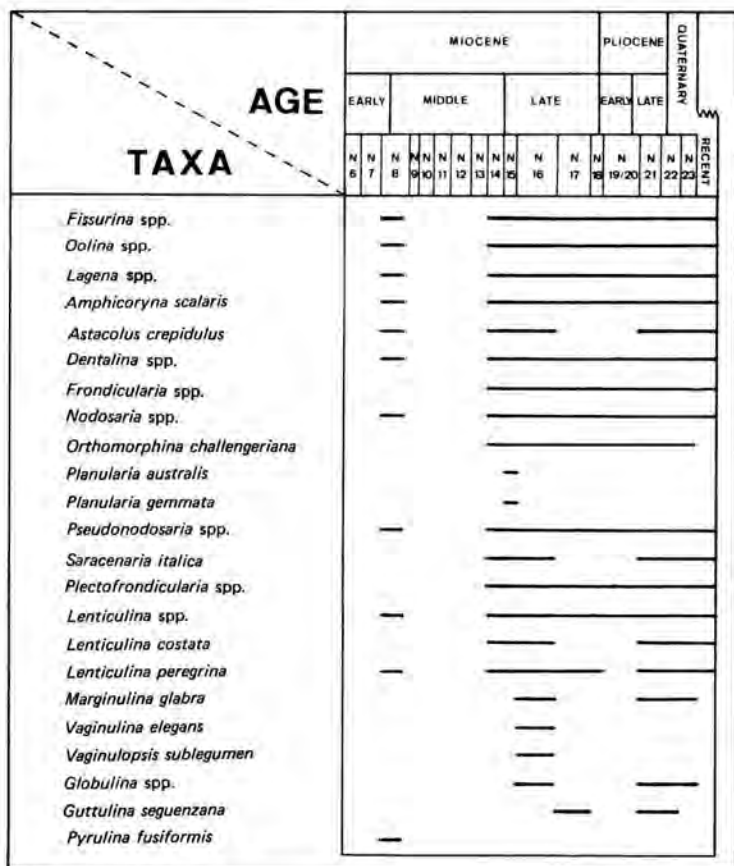 MIOCENE PLIOCENE QUATERNARY
AGE EARLY MIDDLE LATE EARLY LATE
RECENT
TAXA N 6 N 7 N 8 N 9 N 10 N 11 N 12 N 13 N 14 N 15 N 16 N 17 N 18 N 19/20 N 21 N 22 N 23
Fissurina spp.
Oolina spp.
Lagena spp.
Amphicoryna scalaris
Astacolus crepidulus
Dentalina spp.
Frondicularia spp.
Nodosaria spp.
Orthomorphina challengeriana
Planularia australis
Planularia gemmata
Pseudonodosaria spp.
Saracenaria italica
Plectofrondicularia spp.
Lenticulina spp.
Lenticulina costata
Lenticulina peregrina
Marginulina glabra
Vaginulina elegans
Vaginulopsis sublegumen
Globulina spp.
Guttulina seguenzana
Pyrulina fusiformis